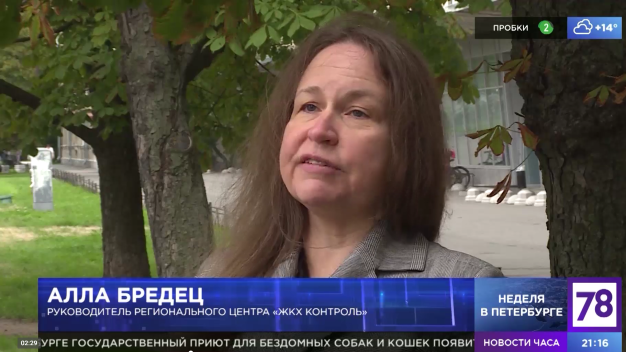 ПРОБКИ 2 +14°
АЛЛА БРЕДЕЦ
РУКОВОДИТЕЛЬ РЕГИОНАЛЬНОГО ЦЕНТРА «ЖКХ КОНТРОЛЬ»
НЕДЕЛЯ
В ПЕТЕРБУРГЕ
78
02:29 УРГЕ ГОСУДАРСТВЕННЫЙ ПРИЮТ ДЛЯ БЕЗДОМНЫХ СОБАК И КОШЕК ПОЯВИТ НОВОСТИ ЧАСА 21:16